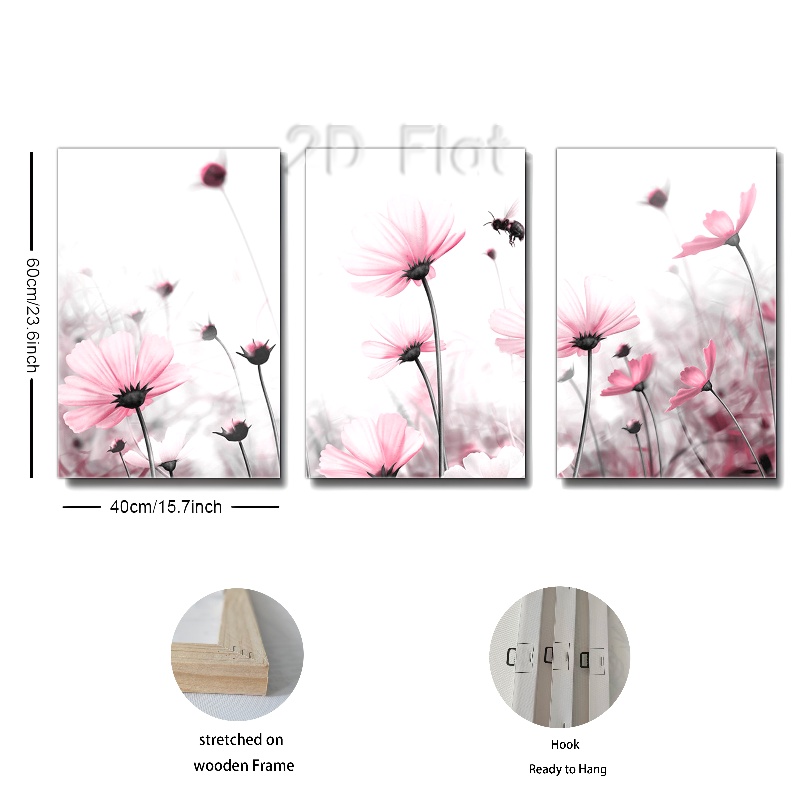 2D Flat
60cm/23.6inch
40cm/15.7inch
stretched on
wooden Frame
Hook
Ready to Hang